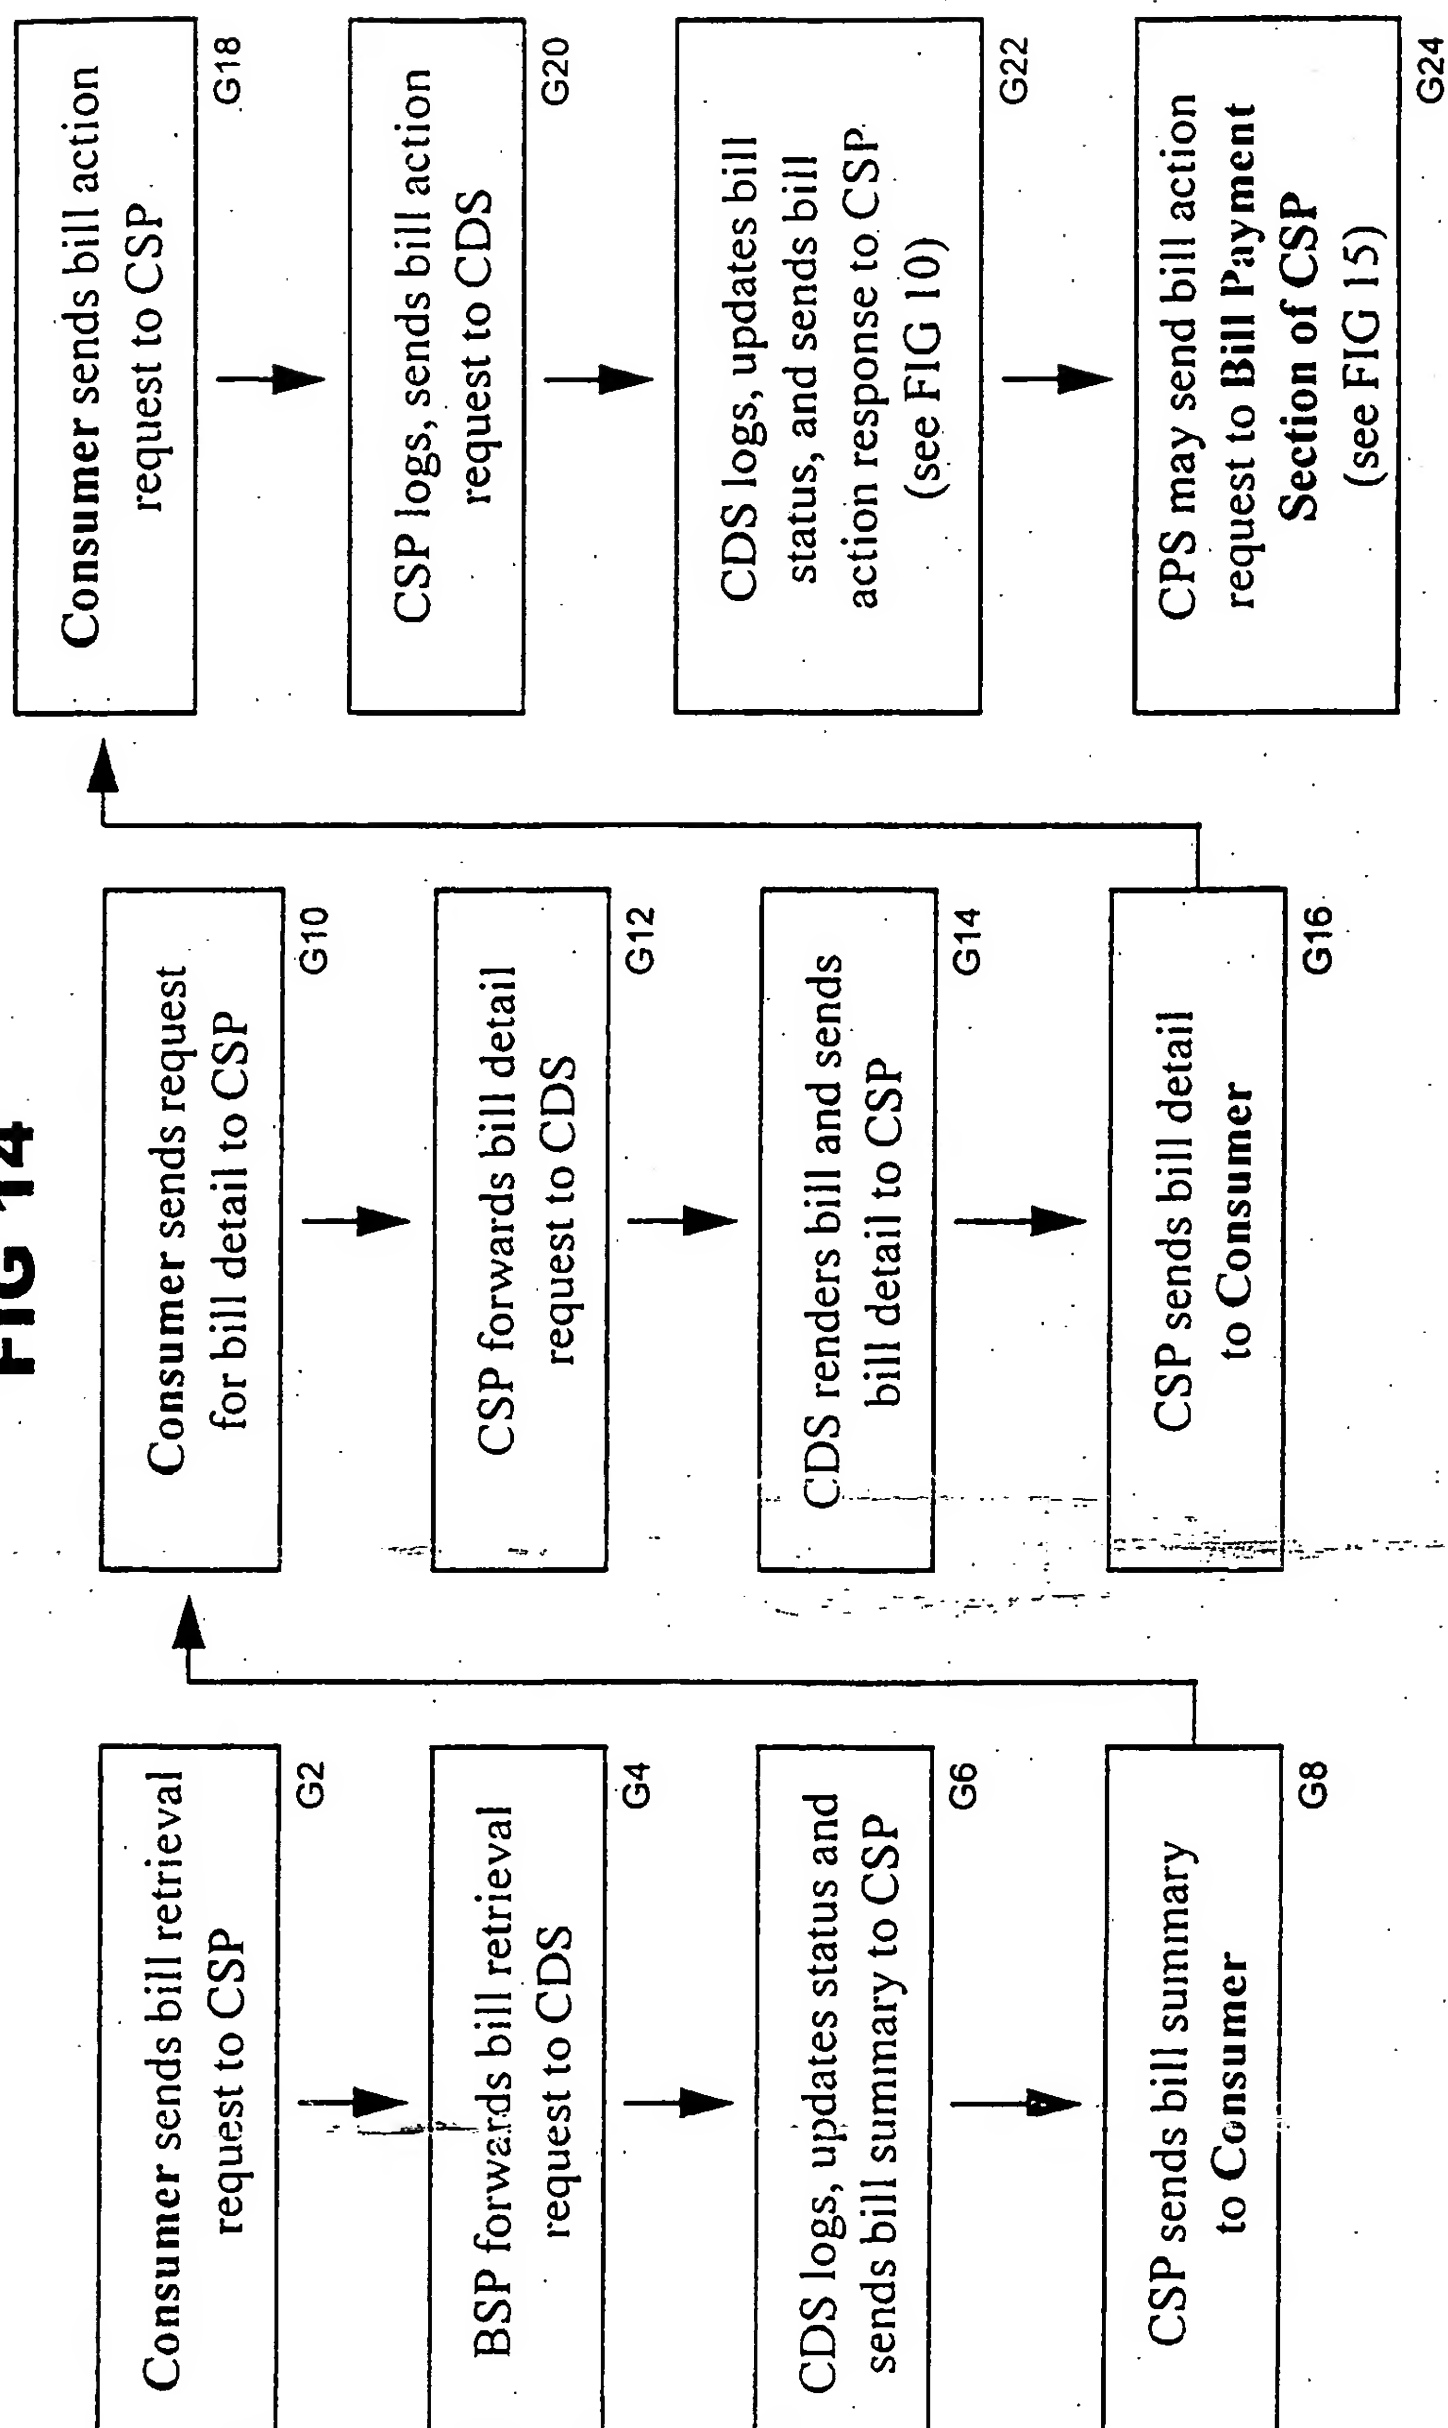 FIG 14
Consumer sends bill retrieval
request to CSP
G2
BSP forwards bill retrieval
request to CDS
G4
CDS logs, updates status and
sends bill summary to CSP
G6
CSP sends bill summary
to Consumer
G8
Consumer sends request
for bill detail to CSP
G10
CSP forwards bill detail
request to CDS
G12
CDS renders bill and sends
bill detail to CSP
G14
CSP sends bill detail
to Consumer
G16
Consumer sends bill action
request to CSP
G18
CSP logs, sends bill action
request to CDS
G20
CDS logs, updates bill
status, and sends bill
action response to CSP
(see FIG 10)
G22
CPS may send bill action
request to Bill Payment
Section of CSP
(see FIG 15)
G24